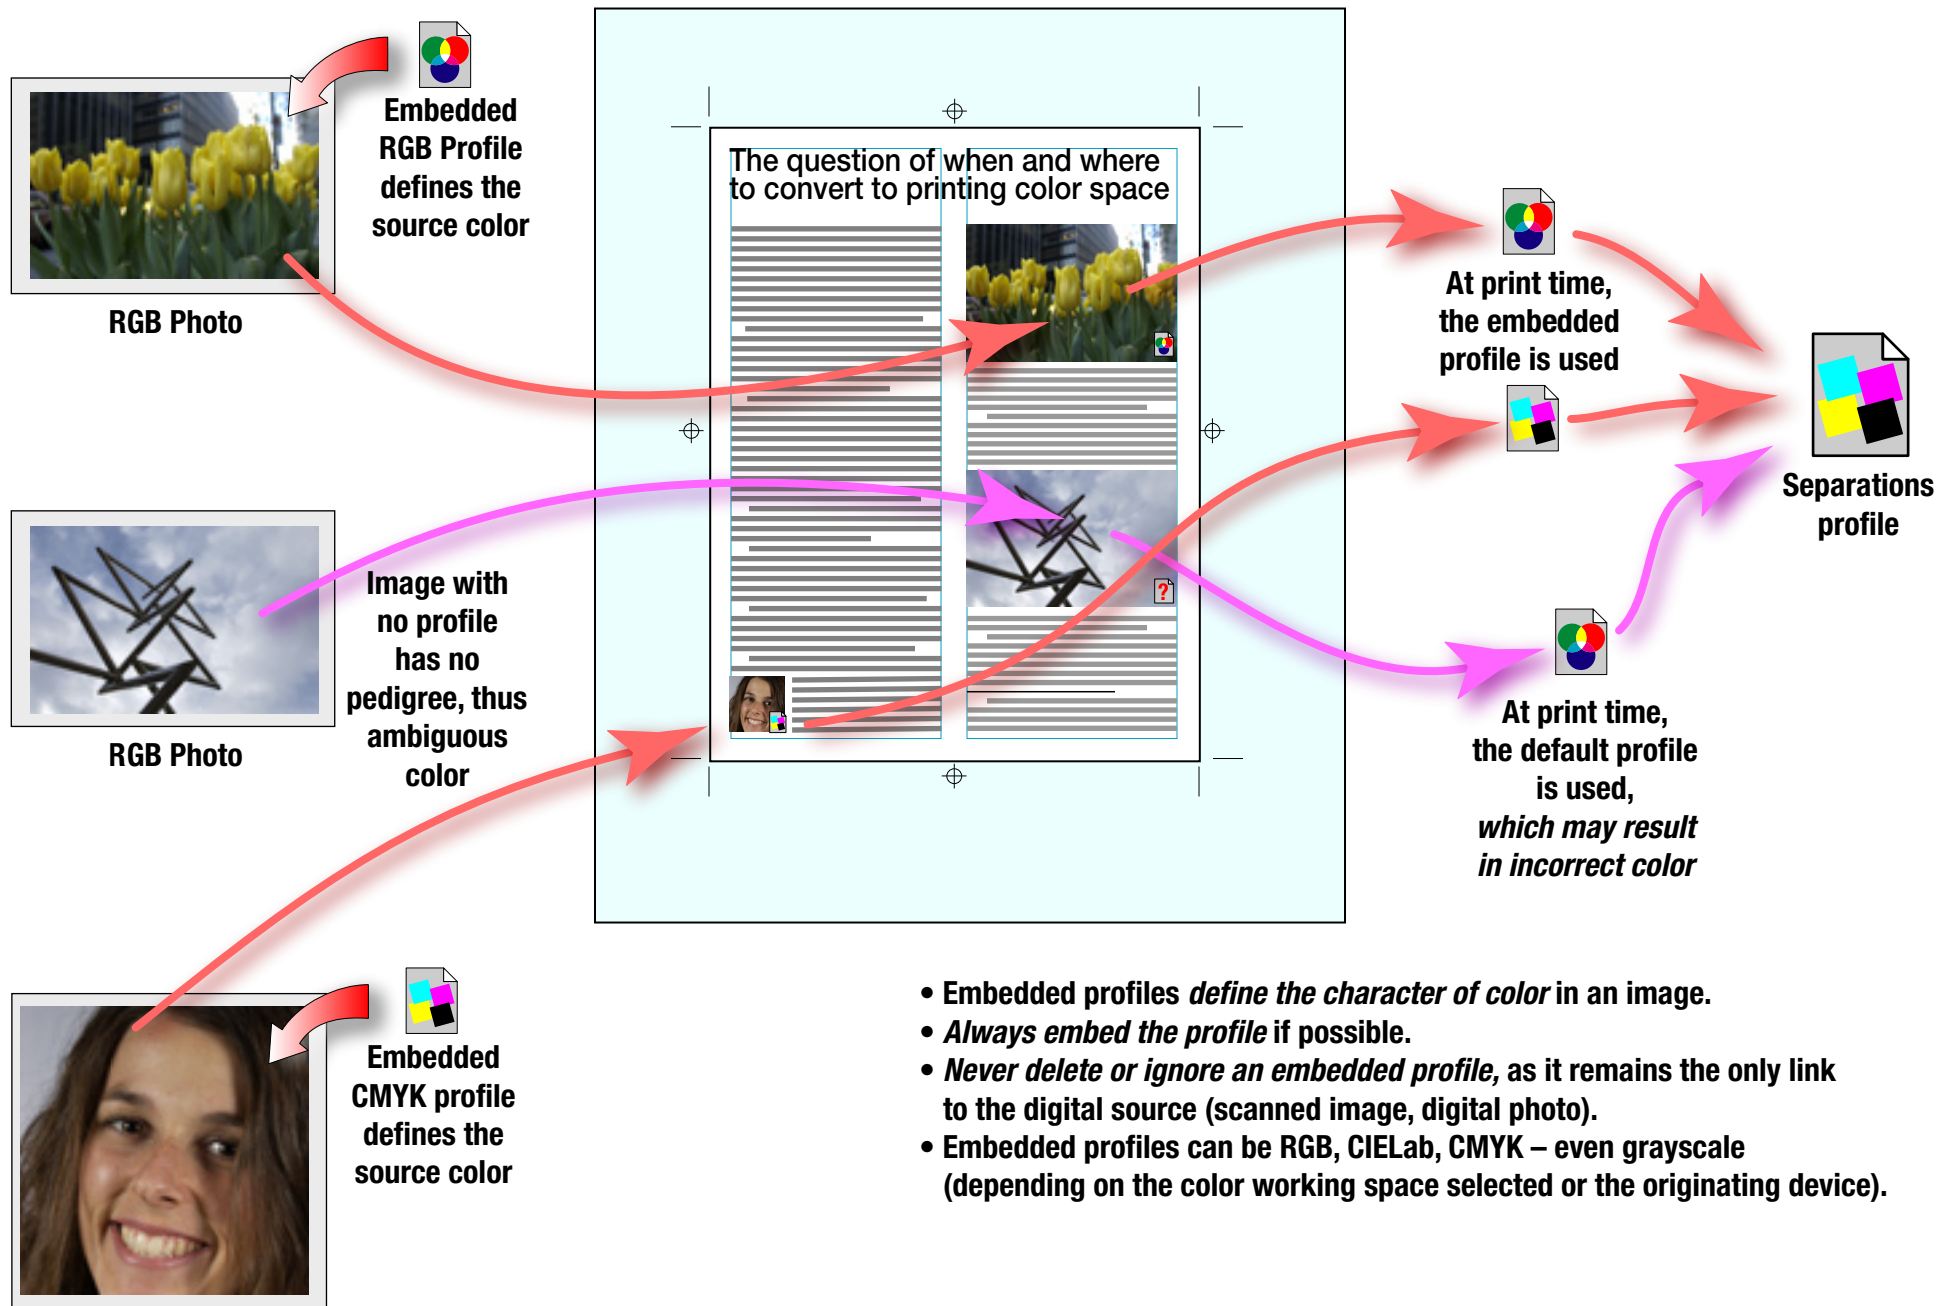 Embedded
RGB Profile
defines the
source color
RGB Photo
The question of when and where
to convert to printing color space
At print time,
the embedded
profile is used
Separations
profile
Image with
no profile
has no
pedigree, thus
ambiguous
color
RGB Photo
?
At print time,
the default profile
is used,
which may result
in incorrect color
Embedded
CMYK profile
defines the
source color
• Embedded profiles define the character of color in an image.
• Always embed the profile if possible.
• Never delete or ignore an embedded profile, as it remains the only link
to the digital source (scanned image, digital photo).
• Embedded profiles can be RGB, CIELab, CMYK – even grayscale
(depending on the color working space selected or the originating device).